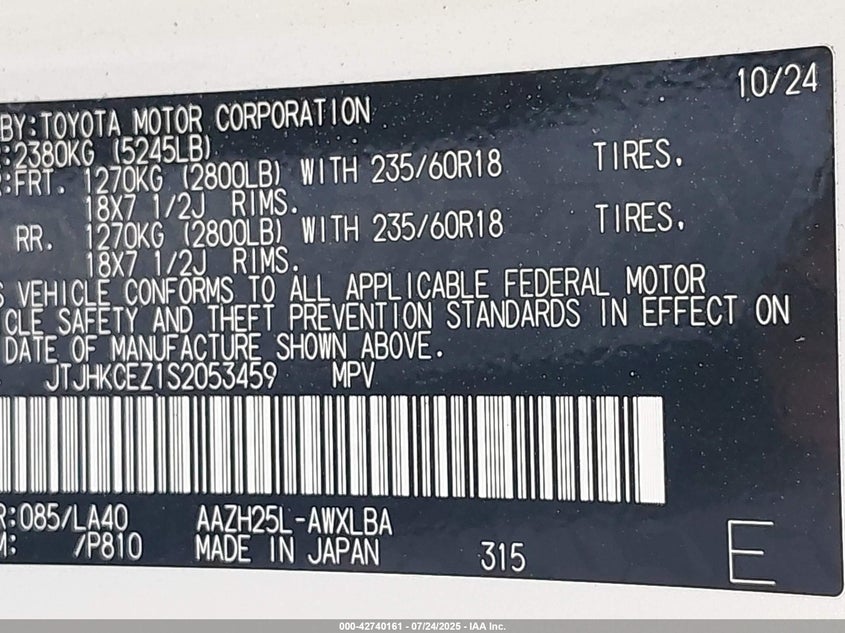 10/24
BY:TOYOTA MOTOR CORPORATION
:2380KG (5245LB)
:FRT. 1270KG (2800LB) WITH 235/60R18 TIRES.
18X7 1/2J RIMS.
RR. 1270KG (2800LB) WITH 235/60R18 TIRES.
18X7 1/2J RIMS.
S VEHICLE CONFORMS TO ALL APPLICABLE FEDERAL MOTOR
CLE SAFETY AND THEFT PREVENTION STANDARDS IN EFFECT ON
DATE OF MANUFACTURE SHOWN ABOVE.
JTJHKCEZ1S2053459 MPV
R:085/LA40 AAZH25L-AWXLBA
M: /P810 MADE IN JAPAN 315 E
000-42740161 - 07/24/2025 - IAA Inc.